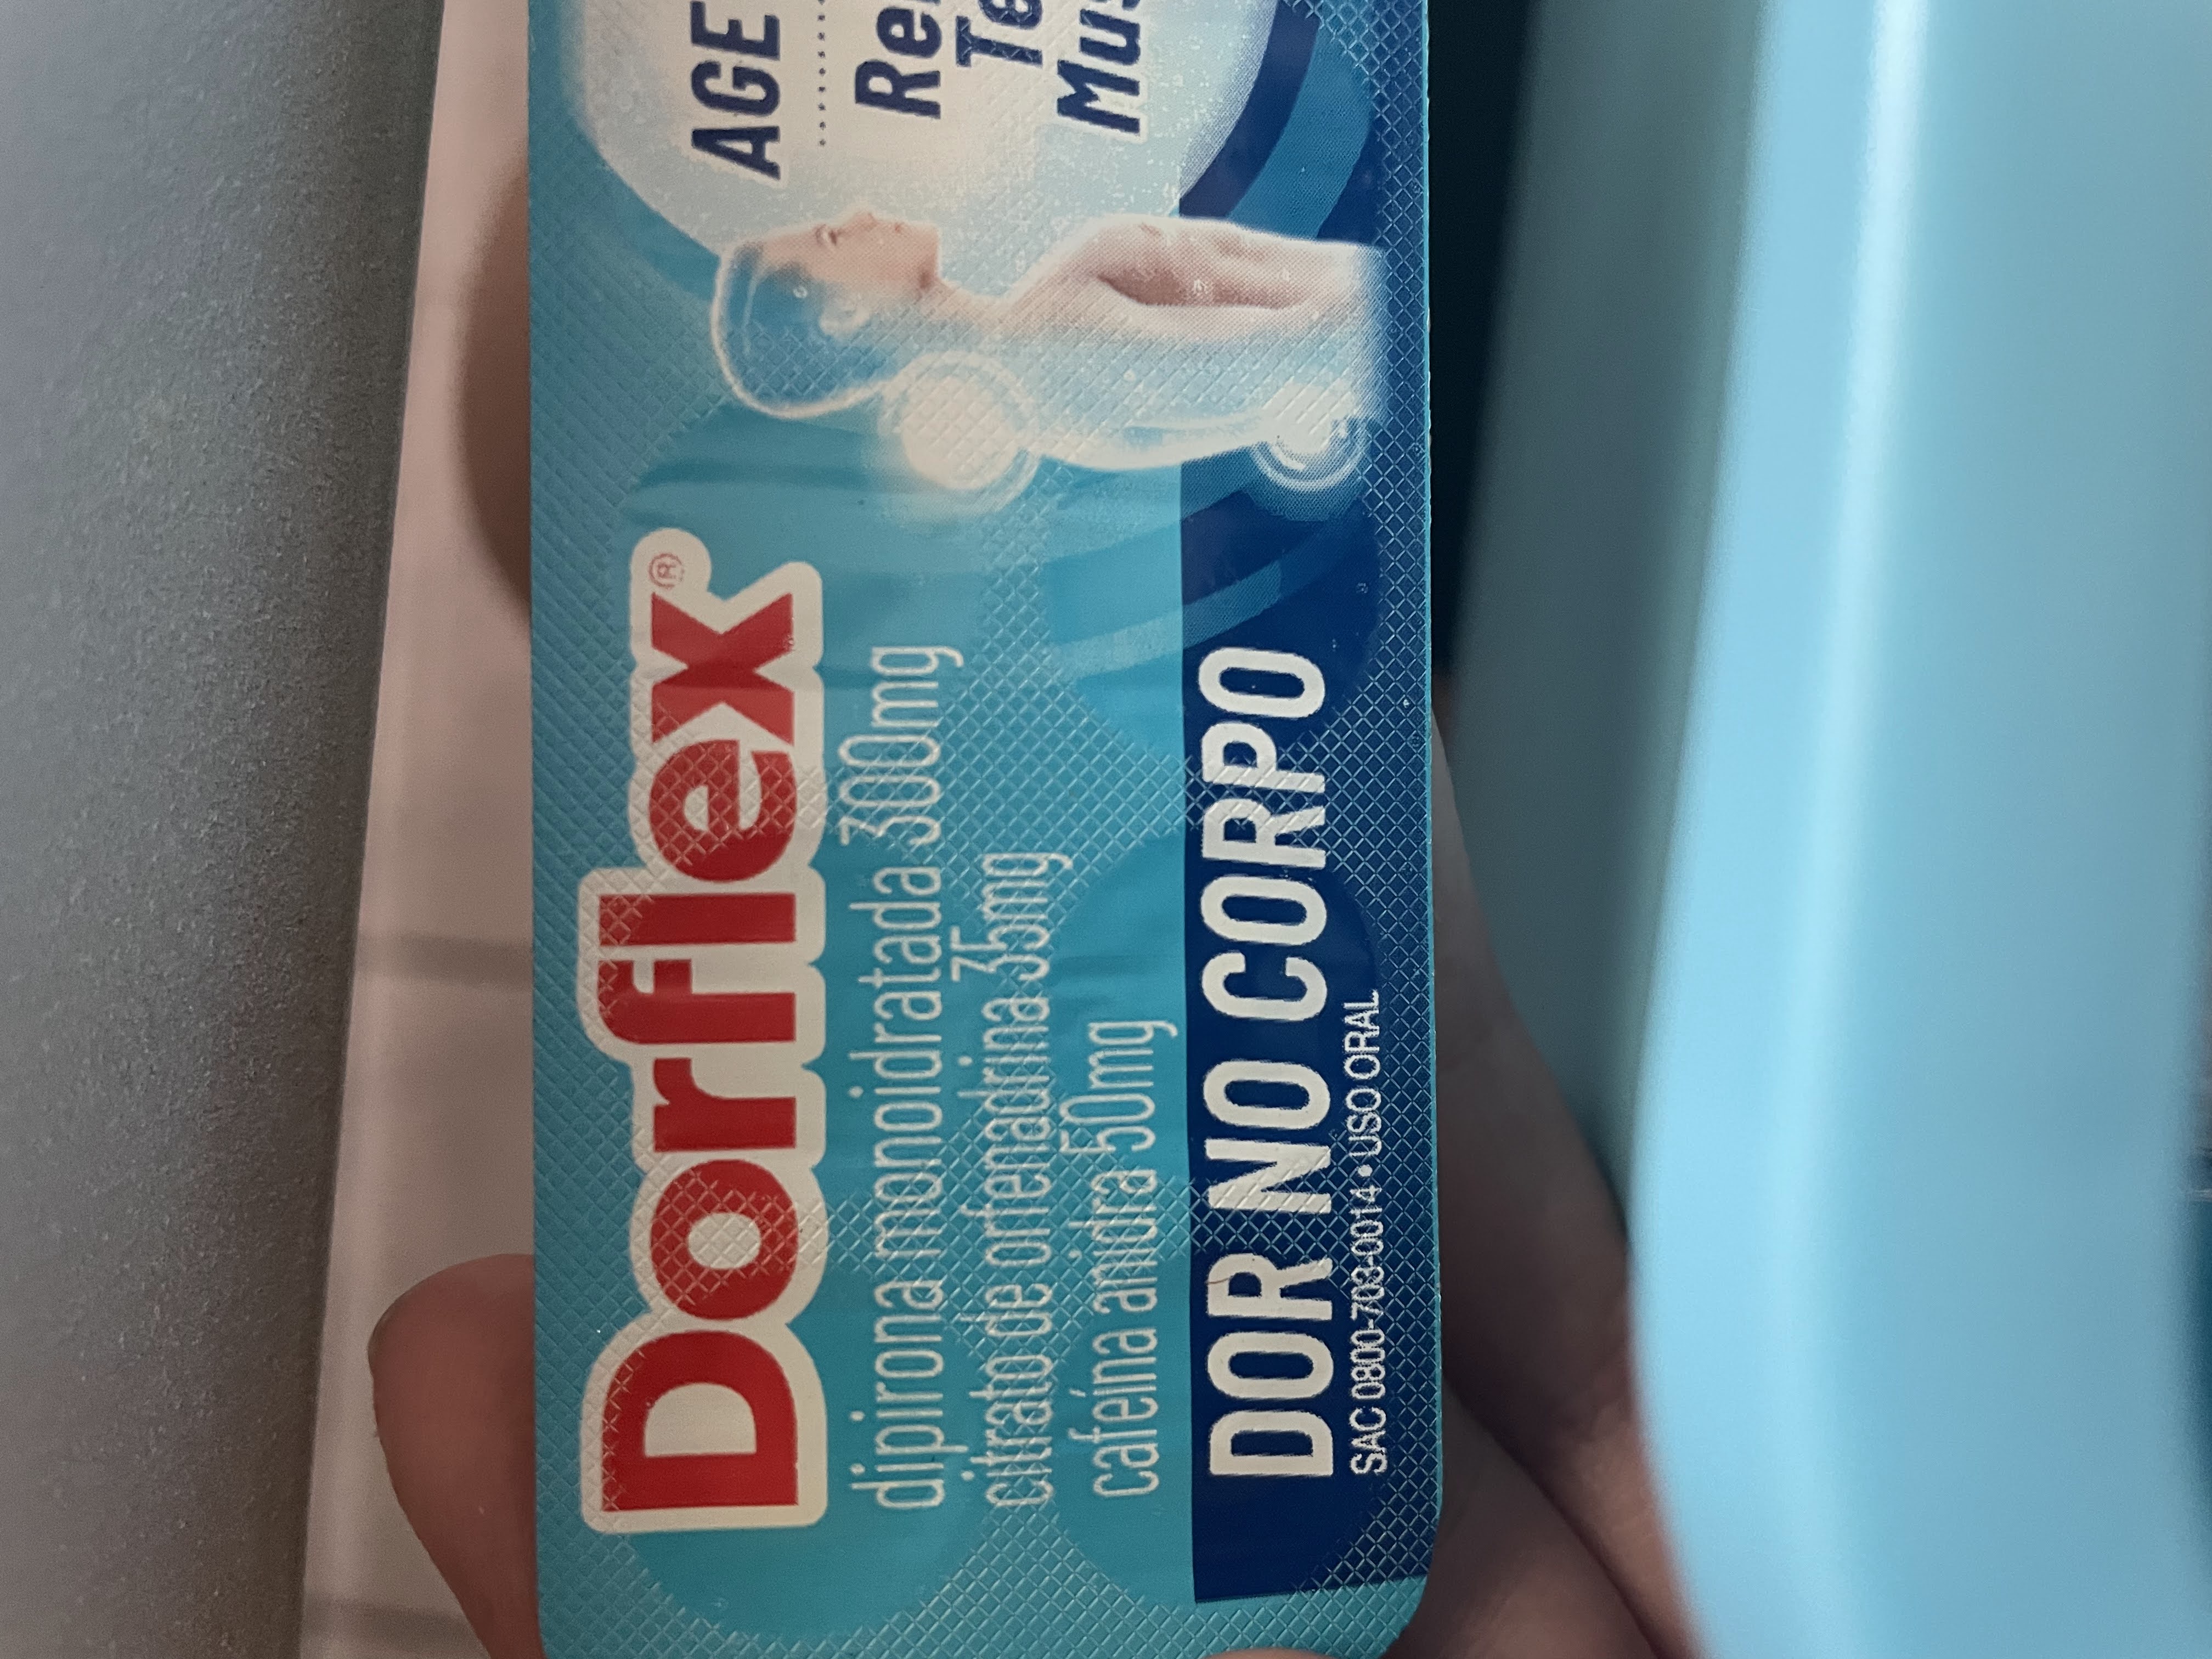 Dorflex®
dipirona monoidratada 300mg
citrato de orfenadrina 35mg
cafeína anidra 50mg
DOR NO CORPO
SAC 0800-703-0014 • USO ORAL
AGE